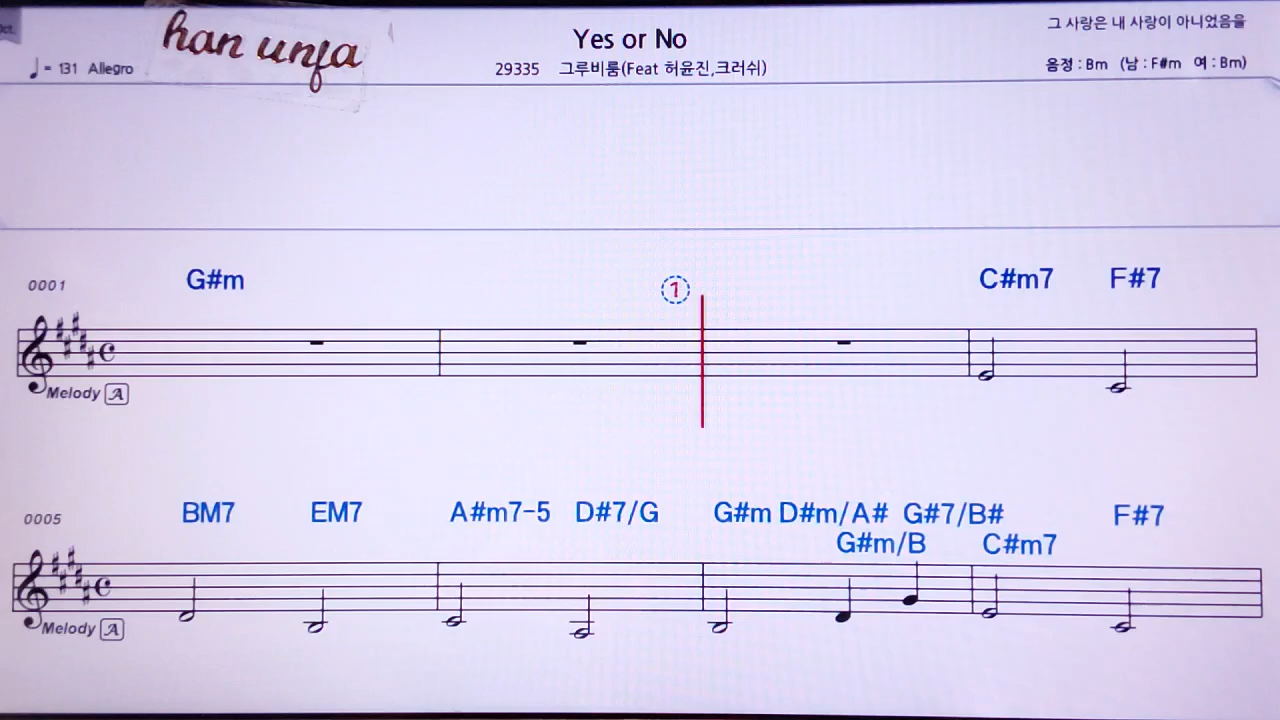 han unfa
Yes or No
그 사랑은 내 사랑이 아니었음을
♩= 131 Allegro
29335 그루비룸(Feat 허윤진,크러쉬)
음정 : Bm (남 : F#m 여 : Bm)
0001
G#m
①
C#m7 F#7
Melody A
0005
BM7 EM7 A#m7-5 D#7/G G#m D#m/A# G#7/B# F#7
G#m/B C#m7
Melody A